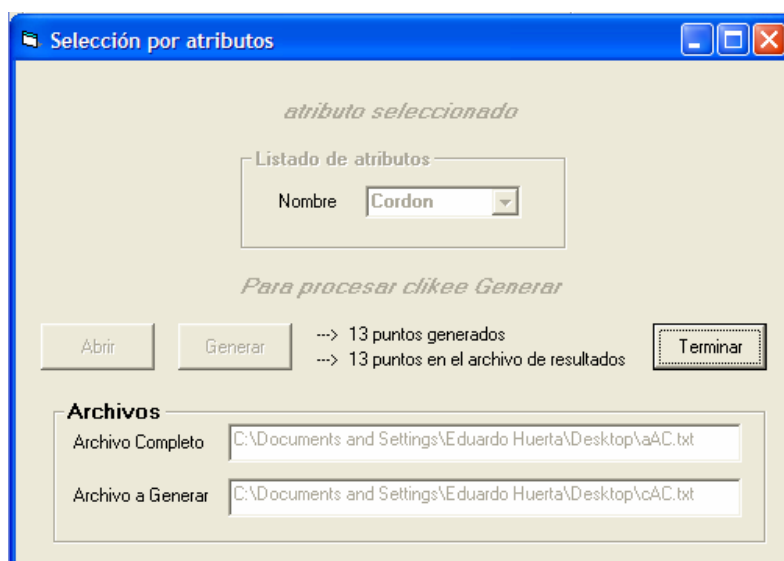 Selección por atributos
atributo seleccionado
Listado de atributos
Nombre Cordon
Para procesar clikee Generar
Abrir Generar ---> 13 puntos generados
---> 13 puntos en el archivo de resultados Terminar
Archivos
Archivo Completo C:\Documents and Settings\Eduardo Huerta\Desktop\aAC.txt
Archivo a Generar C:\Documents and Settings\Eduardo Huerta\Desktop\cAC.txt